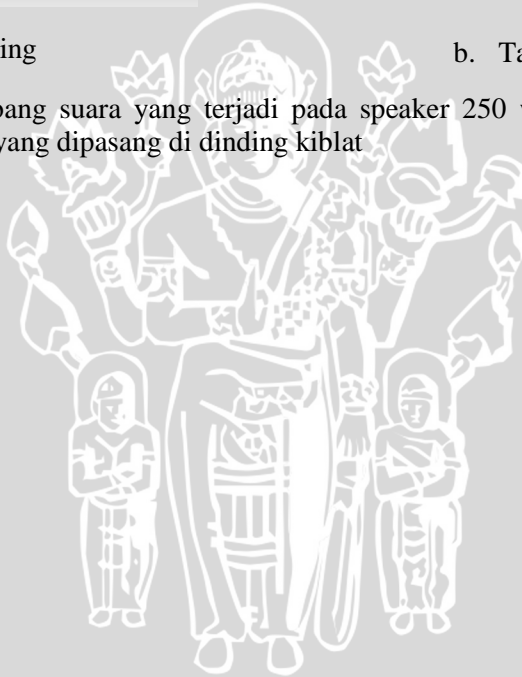 ing
b. Ta
bang suara yang terjadi pada speaker 250
yang dipasang di dinding kiblat